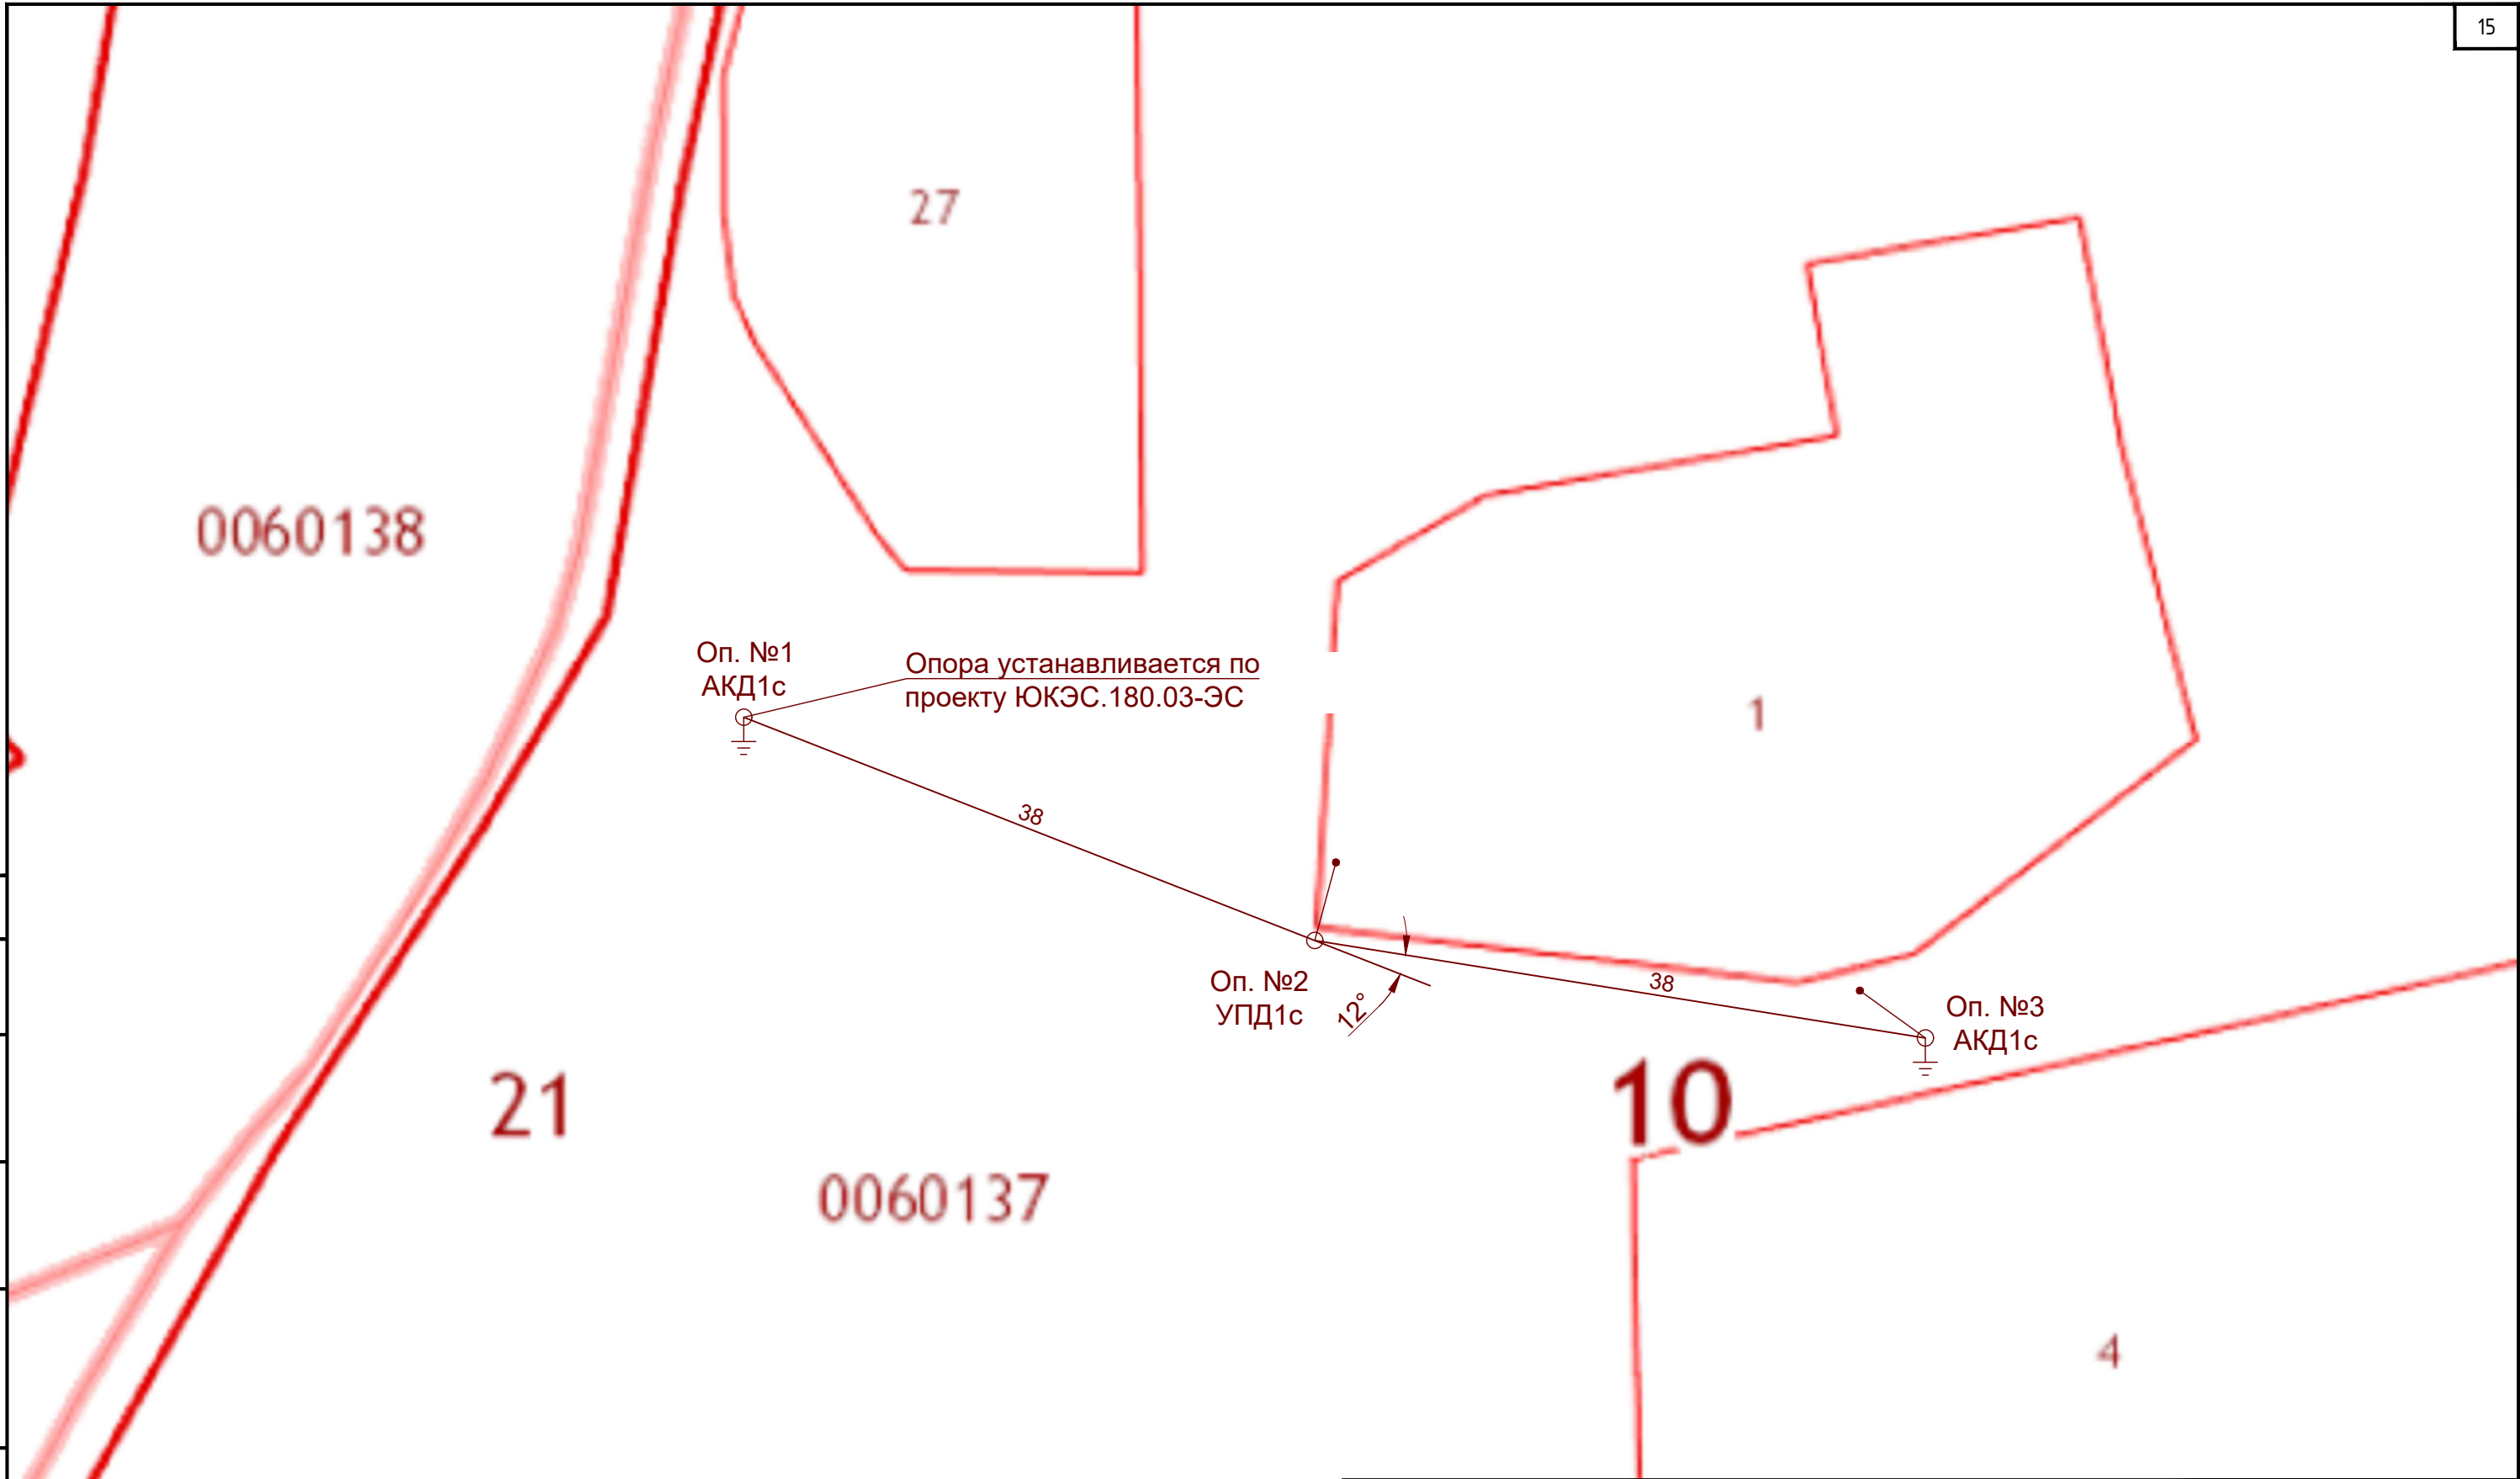 15
27
0060138
Оп. №1
АКД1с
Опора устанавливается по
проекту ЮКЭС.180.03-ЭС
1
38
Оп. №2
УПД1с
12°
38
Оп. №3
АКД1с
21
10
0060137
4